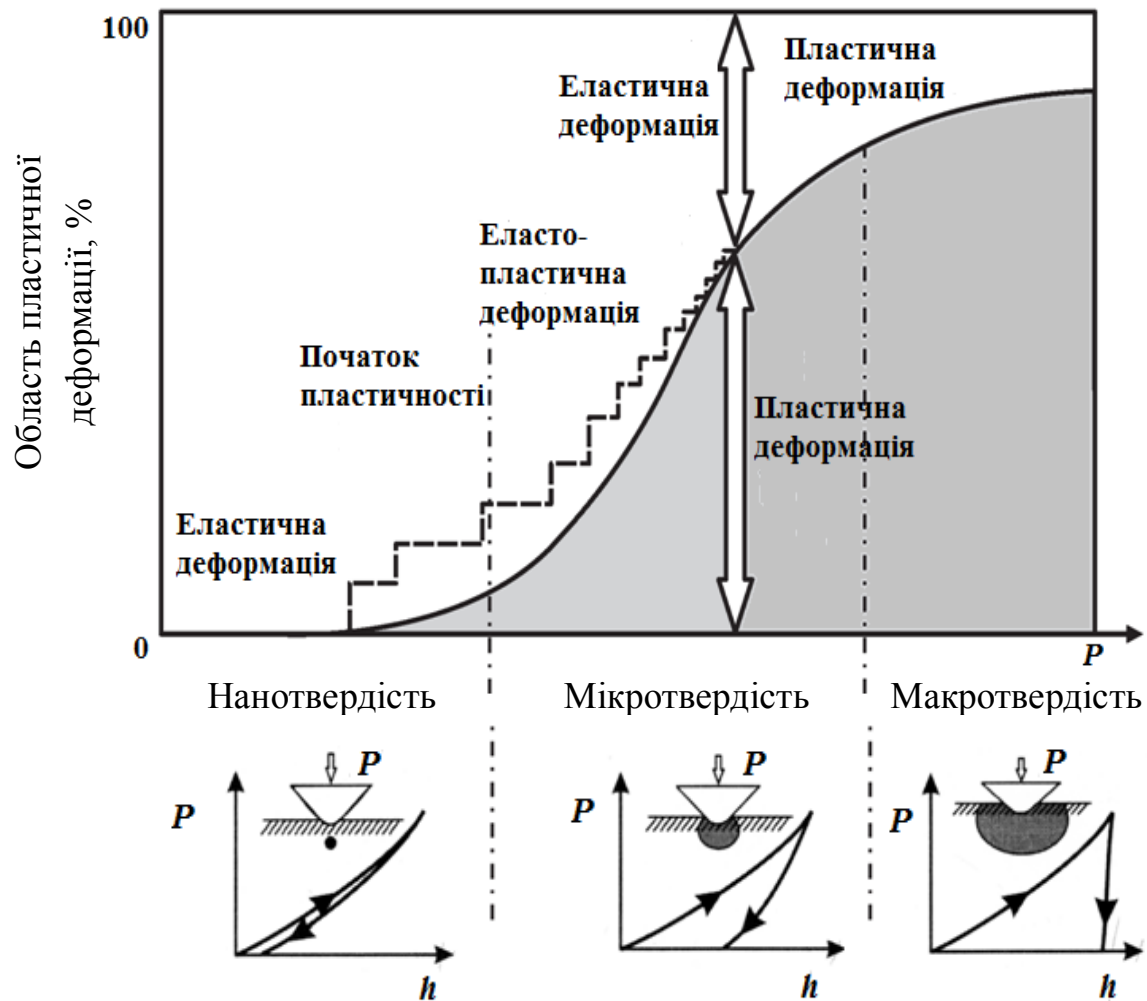 100
Пластична
деформація
Еластична
деформація
Область пластичної
деформації, %
Еласто-
пластична
деформація
Початок
пластичності
Пластична
деформація
Еластична
деформація
0
P
Нанотвердість
Мікротвердість
Макротвердість
P
P
h
P
P
h
P
P
h